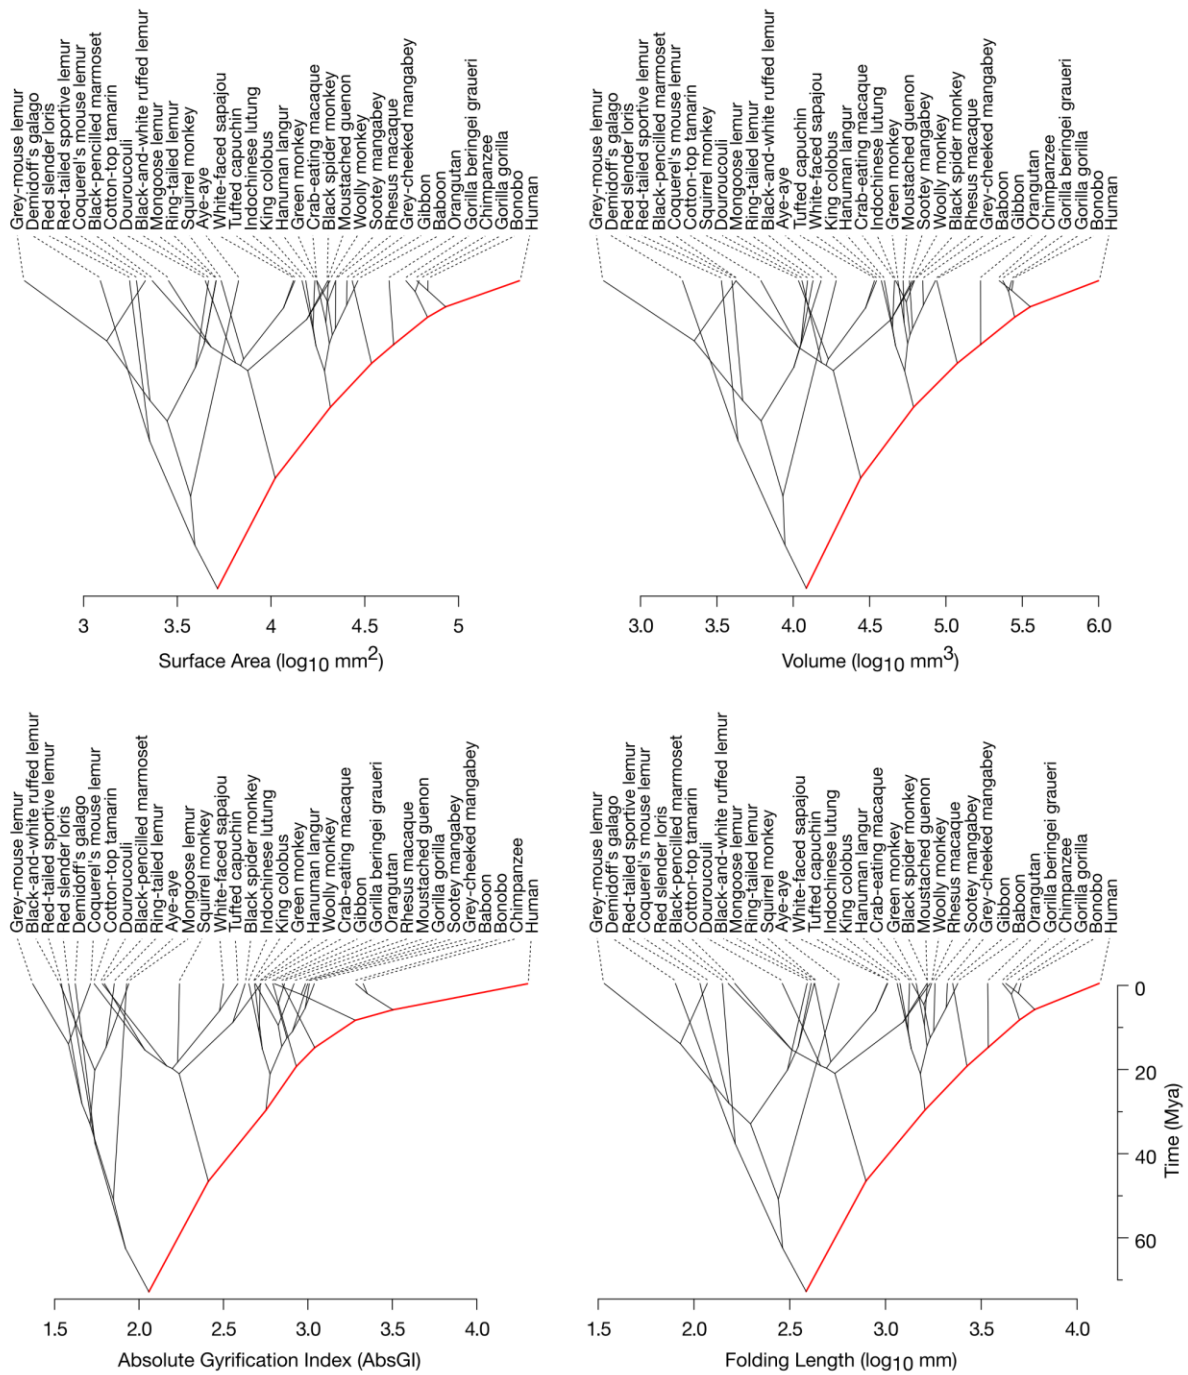 Grey-mouse lemur
Demidoff's galago
Red slender loris
Red-tailed sportive lemur
Coquerel's mouse lemur
Black-pencilled marmoset
Cotton-top tamarin
Douroucouli
Black-and-white ruffed lemur
Mongoose lemur
Ring-tailed lemur
Squirrel monkey
Aye-aye
White-faced sapajou
Tufted capuchin
Indochinese lutung
King colobus
Hanuman langur
Green monkey
Crab-eating macaque
Black spider monkey
Moustached guenon
Woolly monkey
Sootey mangabey
Rhesus macaque
Grey-cheeked mangabey
Gibbon
Baboon
Orangutan
Gorilla beringei graueri
Chimpanzee
Gorilla gorilla
Bonobo
Human
3 3.5 4 4.5 5
Surface Area (log10 mm2)
Grey-mouse lemur
Demidoff's galago
Red slender loris
Red-tailed sportive lemur
Black-pencilled marmoset
Coquerel's mouse lemur
Cotton-top tamarin
Squirrel monkey
Douroucouli
Mongoose lemur
Ring-tailed lemur
Black-and-white ruffed lemur
Aye-aye
Tufted capuchin
White-faced sapajou
King colobus
Hanuman langur
Crab-eating macaque
Indochinese lutung
Green monkey
Moustached guenon
Sootey mangabey
Woolly monkey
Black spider monkey
Rhesus macaque
Grey-cheeked mangabey
Baboon
Gibbon
Orangutan
Chimpanzee
Gorilla beringei graueri
Gorilla gorilla
Bonobo
Human
3.0 3.5 4.0 4.5 5.0 5.5 6.0
Volume (log10 mm3)
Grey-mouse lemur
Black-and-white ruffed lemur
Red-tailed sportive lemur
Red slender loris
Demidoff's galago
Coquerel's mouse lemur
Cotton-top tamarin
Douroucouli
Black-pencilled marmoset
Ring-tailed lemur
Aye-aye
Mongoose lemur
Squirrel monkey
White-faced sapajou
Tufted capuchin
Black spider monkey
Indochinese lutung
King colobus
Green monkey
Hanuman langur
Woolly monkey
Crab-eating macaque
Gibbon
Gorilla beringei graueri
Orangutan
Rhesus macaque
Moustached guenon
Gorilla gorilla
Sootey mangabey
Grey-cheeked mangabey
Baboon
Bonobo
Chimpanzee
Human
1.5 2.0 2.5 3.0 3.5 4.0
Absolute Gyrification Index (AbsGI)
Grey-mouse lemur
Demidoff's galago
Red-tailed sportive lemur
Coquerel's mouse lemur
Red slender loris
Black-pencilled marmoset
Cotton-top tamarin
Douroucouli
Black-and-white ruffed lemur
Mongoose lemur
Ring-tailed lemur
Squirrel monkey
Aye-aye
White-faced sapajou
Tufted capuchin
Indochinese lutung
King colobus
Hanuman langur
Crab-eating macaque
Green monkey
Black spider monkey
Moustached guenon
Woolly monkey
Rhesus macaque
Sootey mangabey
Grey-cheeked mangabey
Gibbon
Baboon
Orangutan
Gorilla beringei graueri
Chimpanzee
Gorilla gorilla
Bonobo
Human
0
20
40
60
Time (Mya)
1.5 2.0 2.5 3.0 3.5 4.0
Folding Length (log10 mm)